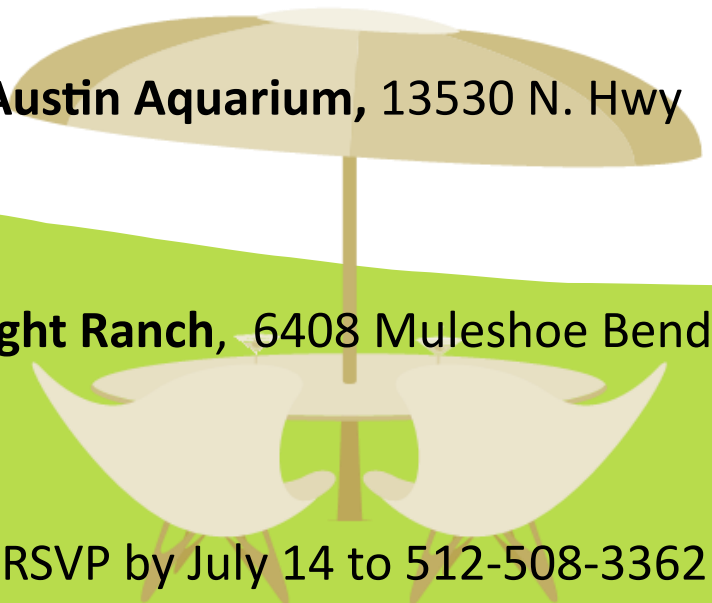 Austin Aquarium, 13530 N. Hwy
ght Ranch, 6408 Muleshoe Bend
RSVP by July 14 to 512-508-3362